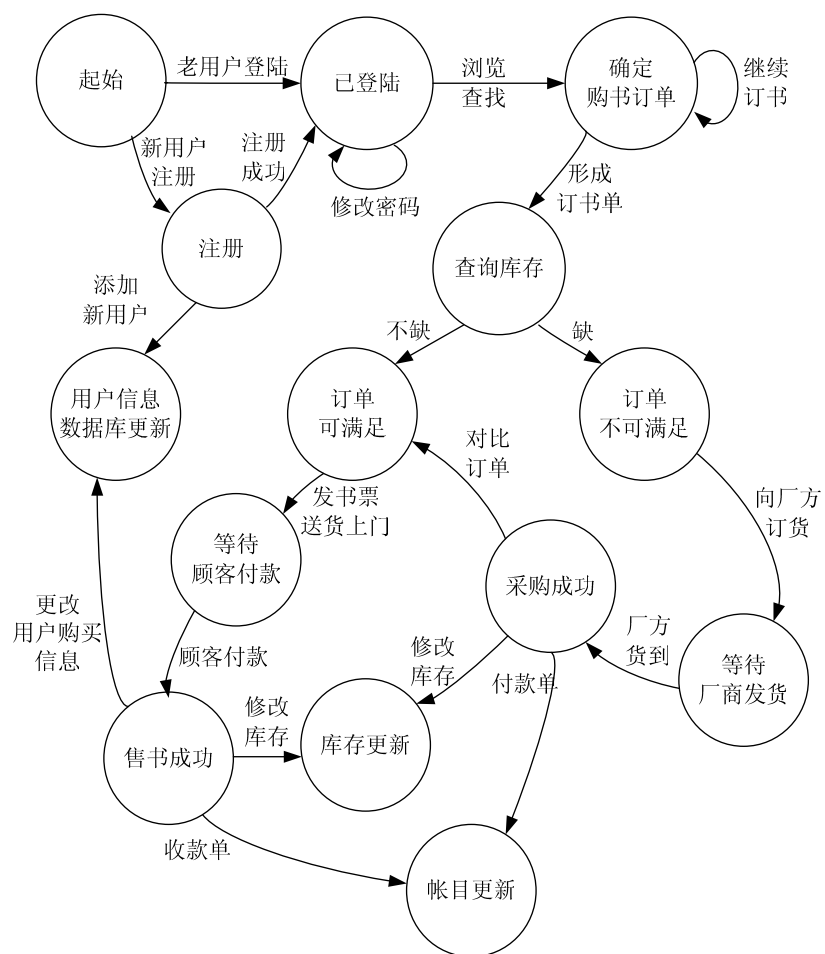 起始
老用户登陆
已登陆
浏览
查找
确定
购书订单
继续
订书
新用户
注册
注册
成功
修改密码
形成
订书单
注册
查询库存
添加
新用户
不缺
缺
用户信息
数据库更新
订单
可满足
订单
不可满足
对比
订单
向厂方
订货
发书票
送货上门
等待
顾客付款
采购成功
更改
用户购买
信息
顾客付款
修改
库存
付款单
厂方
货到
等待
厂商发货
售书成功
修改
库存
库存更新
收款单
帐目更新